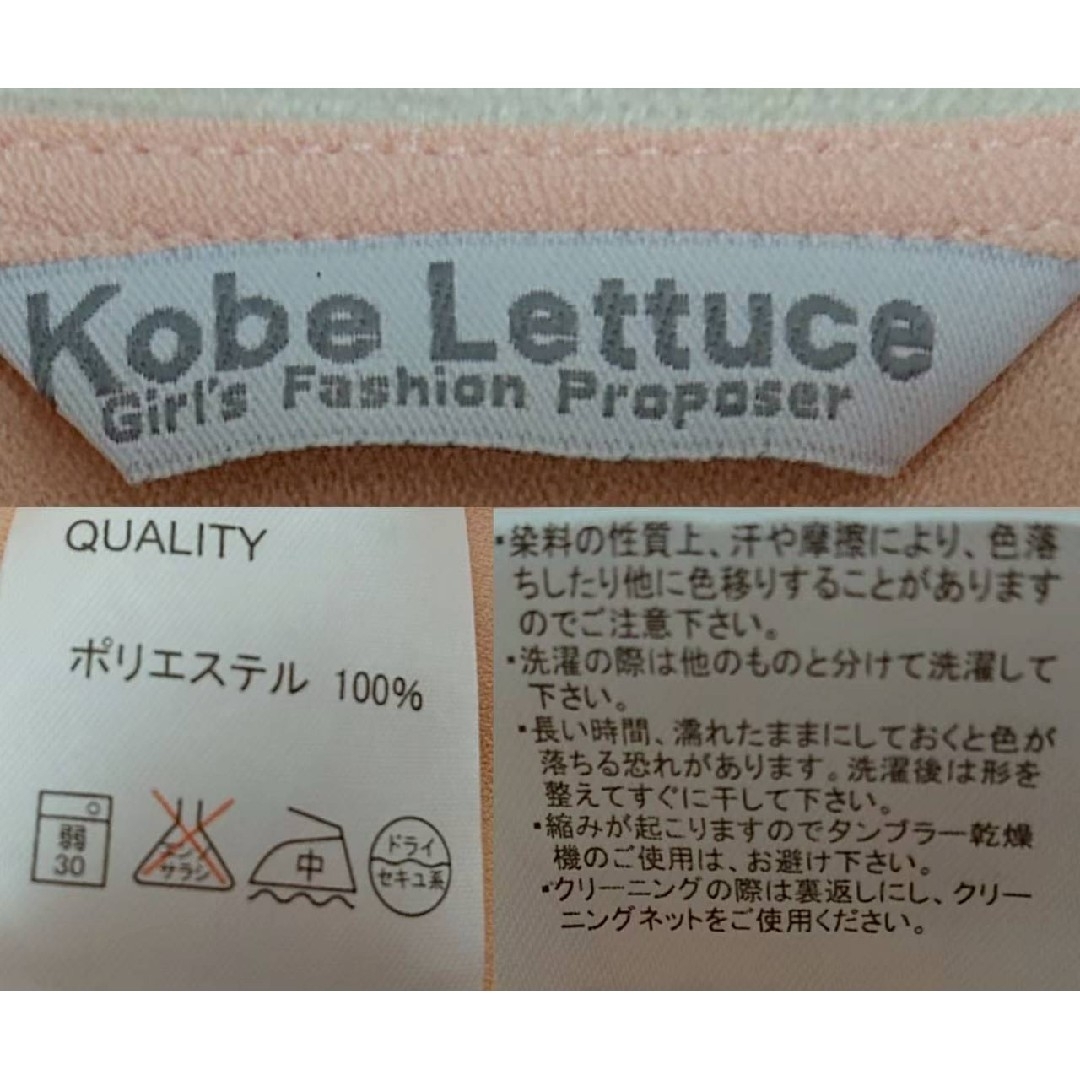 Kobe Lettuce
Girl's Fashion Proposer
QUALITY
ポリエステル 100%
弱
30
エンソ
サラシ
中
ドライ
セキユ系
・染料の性質上、汗や摩擦により、色落
ちしたり他に色移りすることがあります
のでご注意下さい。
・洗濯の際は他のものと分けて洗濯して
下さい。
・長い時間、濡れたままにしておくと色が
落ちる恐れがあります。洗濯後は形を
整えてすぐに干して下さい。
・縮みが起こりますのでタンブラー乾燥
機のご使用は、お避け下さい。
・クリーニングの際は裏返しにし、クリー
ニングネットをご使用ください。